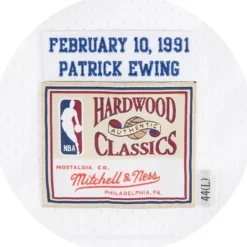 FEBRUARY 10, 1991
PATRICK EWING
HARDWOOD
AUTHENTIC
CLASSICS
NBA
NOSTALGIA CO.
Mitchell & Ness
PHILADELPHIA, PA.
44(L)